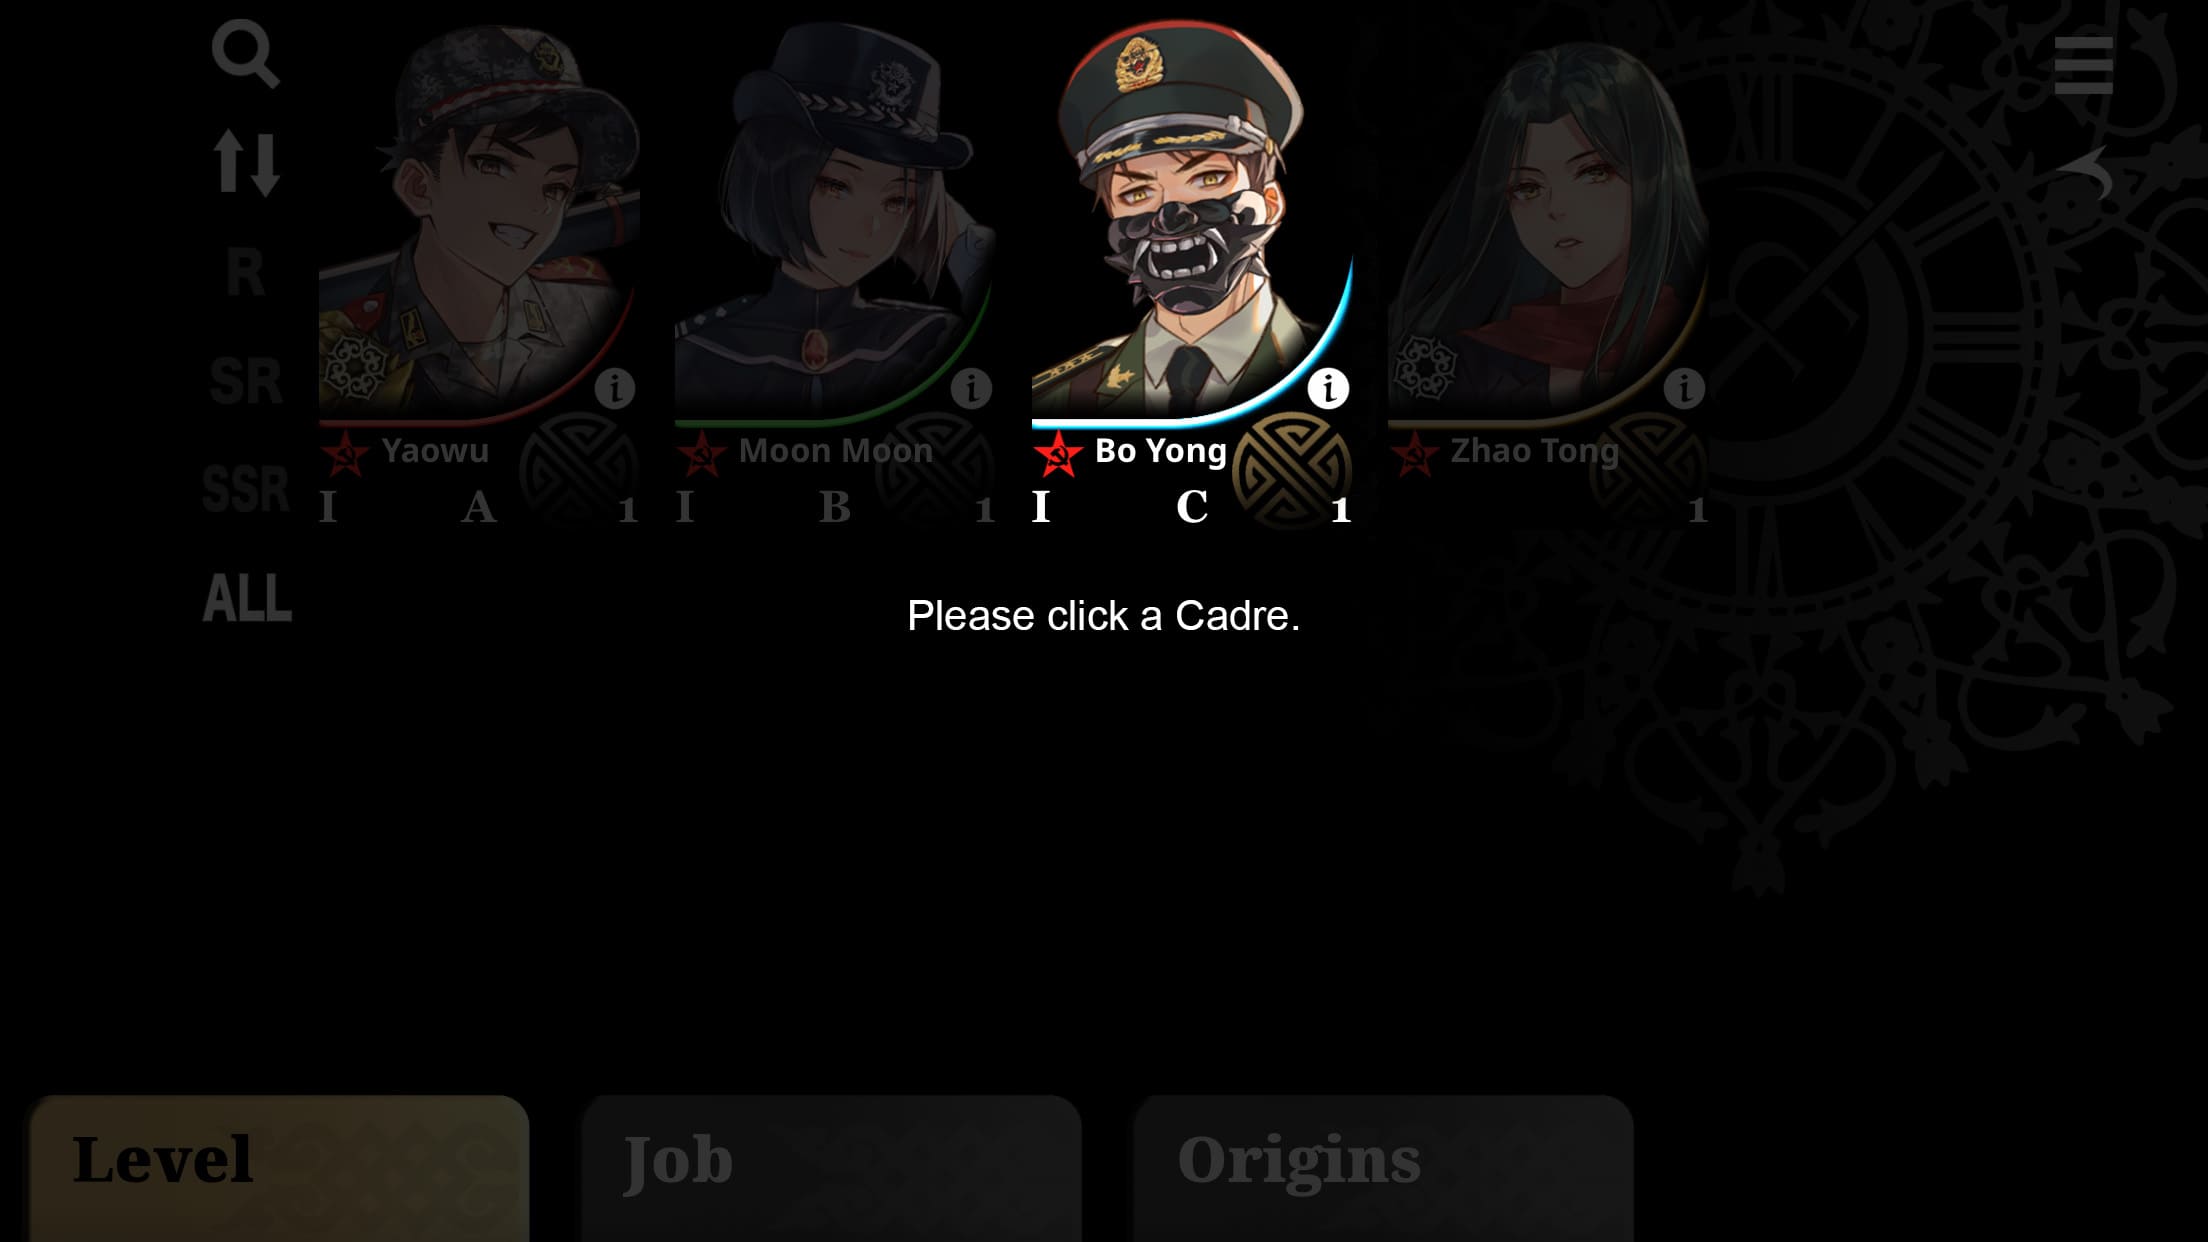 R
SR
SSR
ALL
Yaowu
I A 1
Moon Moon
I B 1
Bo Yong
I C 1
Zhao Tong
1
Please click a Cadre.
Level
Job
Origins